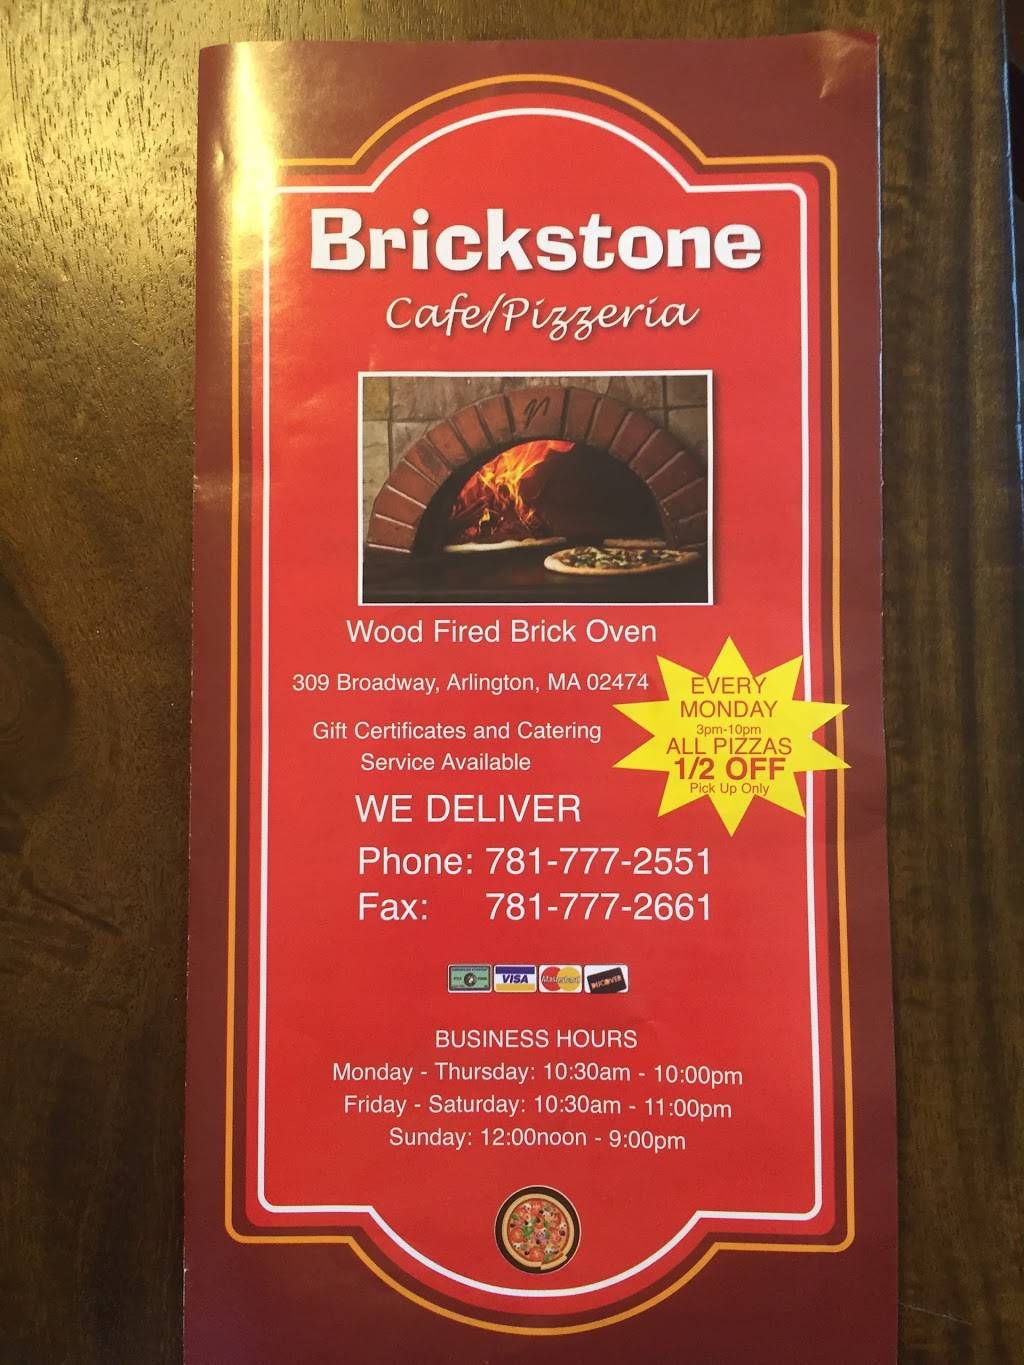 Brickstone
Cafe/Pizzeria
Wood Fired Brick Oven
309 Broadway, Arlington, MA 02474
Gift Certificates and Catering
Service Available
EVERY
MONDAY
3pm-10pm
ALL PIZZAS
1/2 OFF
Pick Up Only
WE DELIVER
Phone: 781-777-2551
Fax: 781-777-2661
VISA
MasterCard
DISCOVER
BUSINESS HOURS
Monday - Thursday: 10:30am - 10:00pm
Friday - Saturday: 10:30am - 11:00pm
Sunday: 12:00noon - 9:00pm